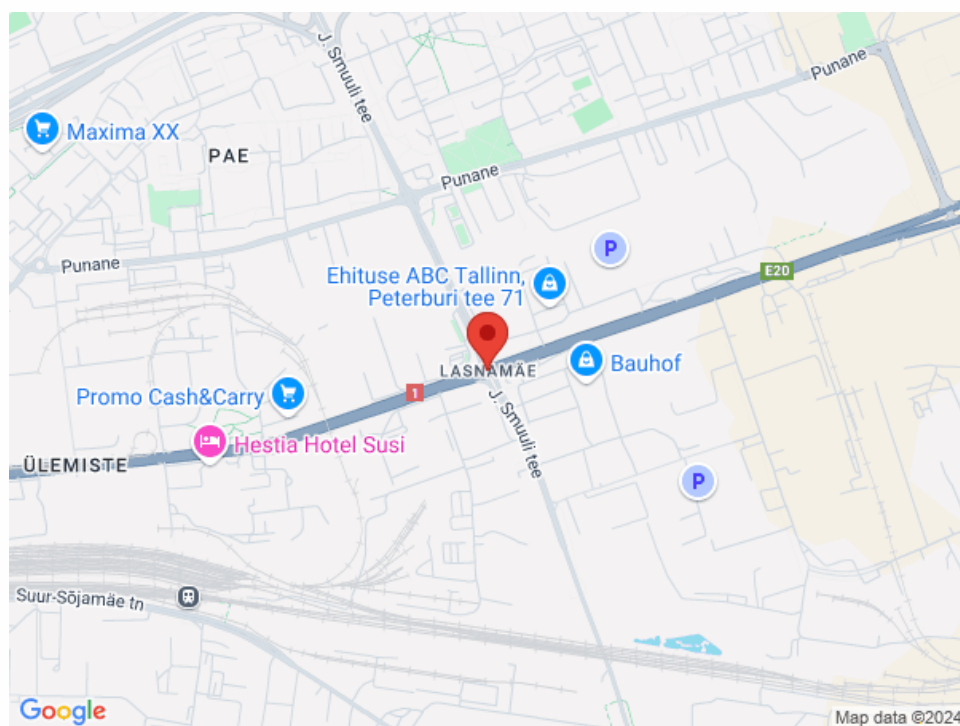 J. Smuuli tee
Punane
Maxima XX
PAE
Punane
Punane
P
E20
Ehituse ABC Tallinn,
Peterburi tee 71
LASNAMÄE
Bauhof
1
Promo Cash&Carry
J. Smuuli tee
Hestia Hotel Susi
ÜLEMISTE
P
Suur-Sõjamäe tn
Google
Map data ©2024